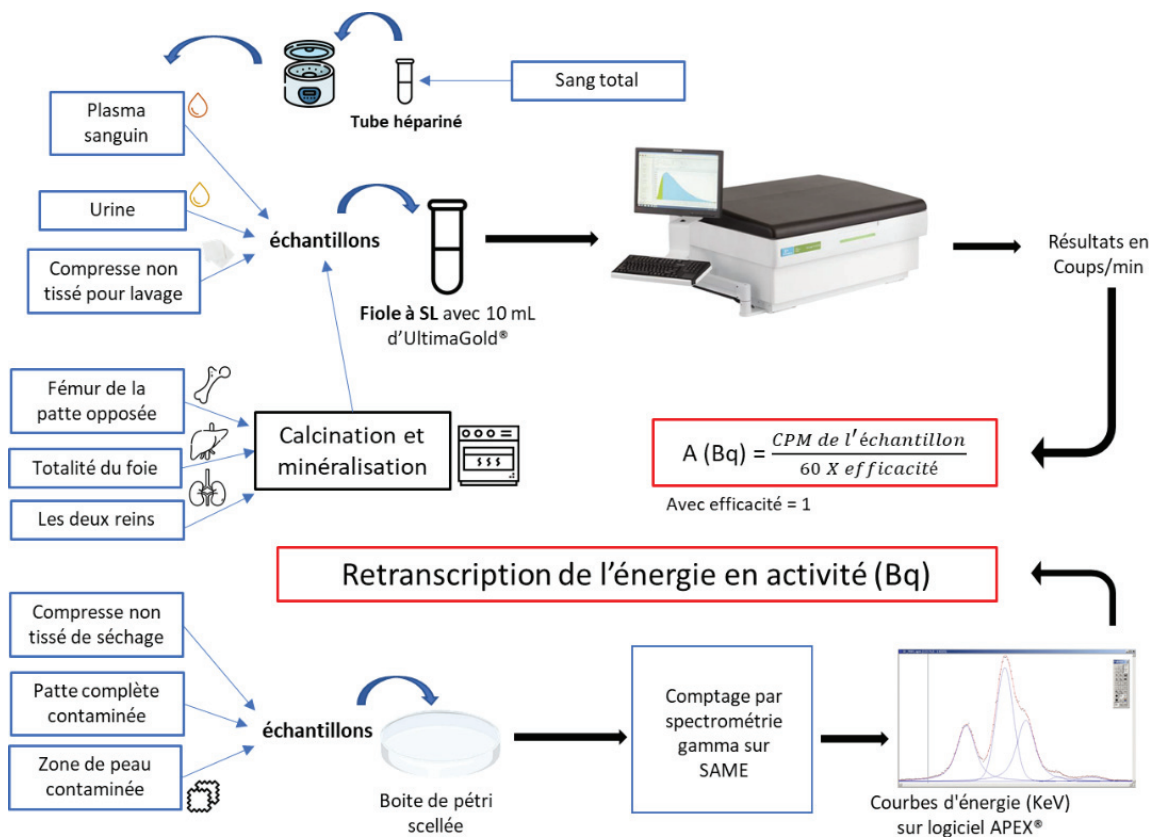 Sang total
Tube hépariné
Plasma
sanguin
Urine
Compresse non
tissé pour lavage
échantillons
Fiole à SL avec 10 mL
d'UltimaGold®
Résultats en
Coups/min
Fémur de la
patte opposée
Totalité du foie
Les deux reins
Calcination et
minéralisation
A (Bq) = CPM de l'échantillon
60 X efficacité
Avec efficacité = 1
Retranscription de l'énergie en activité (Bq)
Compresse non
tissé de séchage
Patte complète
contaminée
Zone de peau
contaminée
échantillons
Boite de pétri
scellée
Comptage par
spectrométrie
gamma sur
SAME
Courbes d'énergie (KeV)
sur logiciel APEX®